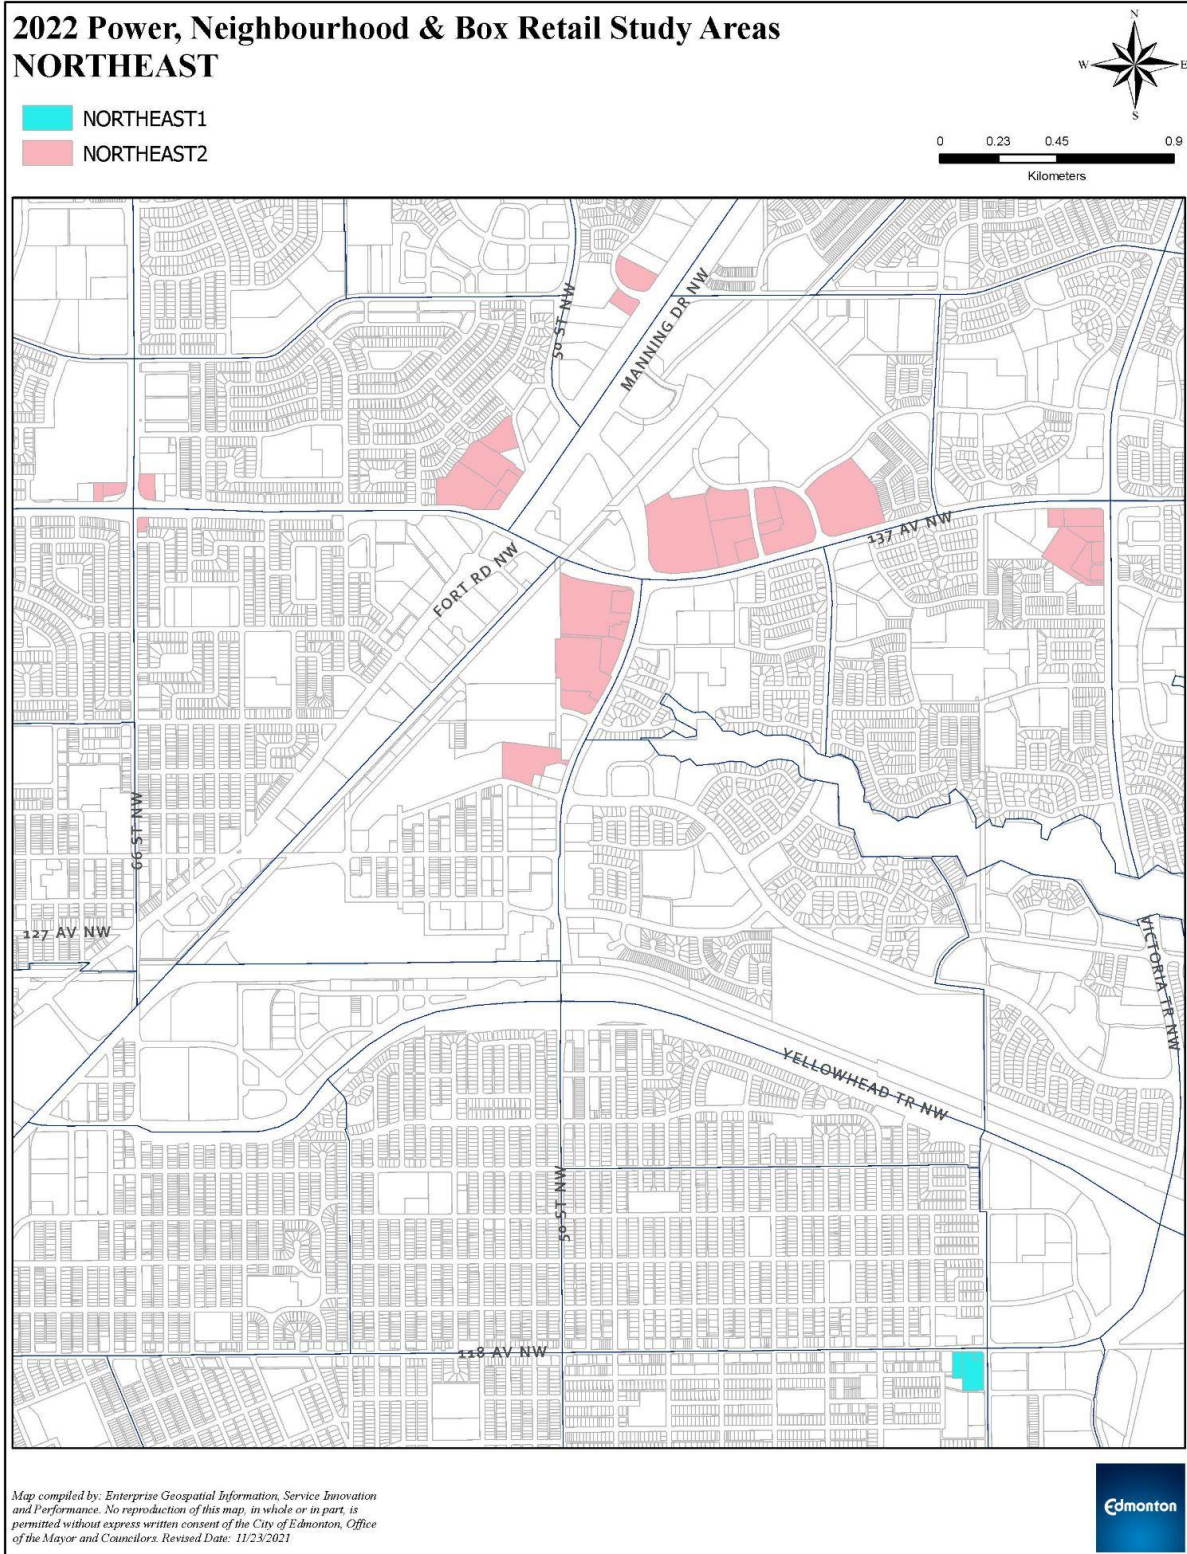 2022 Power, Neighbourhood & Box Retail Study Areas
NORTHEAST
NORTHEAST1
NORTHEAST2
N
W
E
S
0
0.23
0.45
0.9
Kilometers
50 ST NW
MANNING DR NW
137 AV NW
FORT RD NW
66 ST NW
127 AV NW
VICTORIA TR NW
YELLOWHEAD TR NW
50 ST NW
118 AV NW
Map compiled by: Enterprise Geospatial Information, Service Innovation
and Performance. No reproduction of this map, in whole or in part, is
permitted without express written consent of the City of Edmonton, Office
of the Mayor and Councilors. Revised Date: 11/23/2021
Edmonton